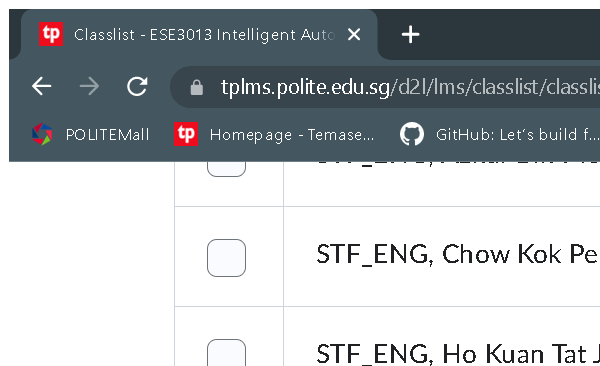 tp Classlist - ESE3013 Intelligent Auto
tplms.polite.edu.sg/d2l/lms/classlist/classlis
POLITEMall tp Homepage - Temase... GitHub: Let's build f...
STF_ENG, Chow Kok Pe
STF_ENG, Ho Kuan Tat J